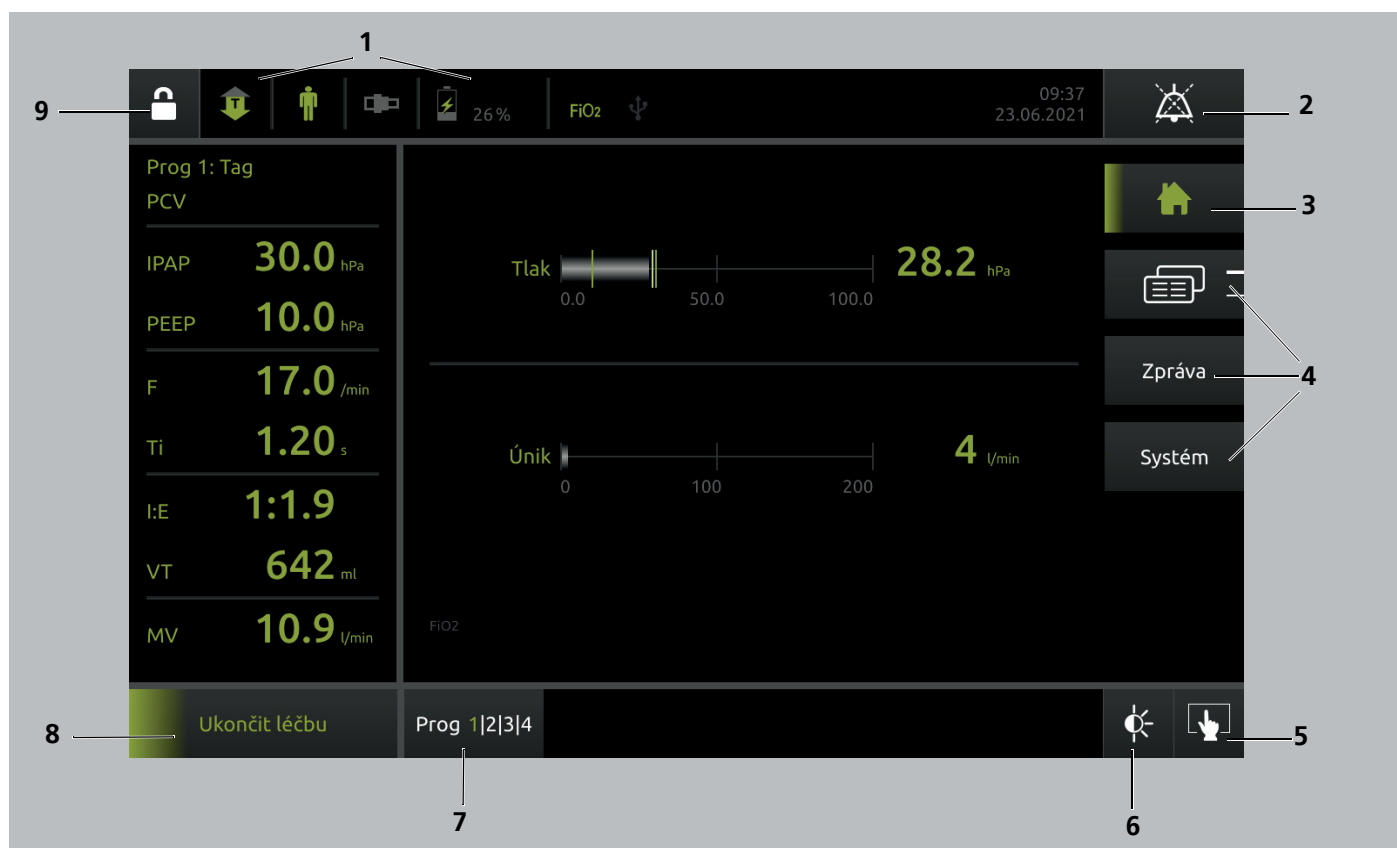 1
9
T
26%
FiO2
09:37
23.06.2021
2
Prog 1: Tag
PCV
3
IPAP 30.0 hPa
PEEP 10.0 hPa
F 17.0 /min
Ti 1.20 s
I:E 1:1.9
VT 642 ml
MV 10.9 l/min
Tlak 28.2 hPa
0.0 50.0 100.0
Únik 4 l/min
0 100 200
FiO2
Zpráva
4
Systém
8
Ukončit léčbu
Prog 1|2|3|4
5
7
6